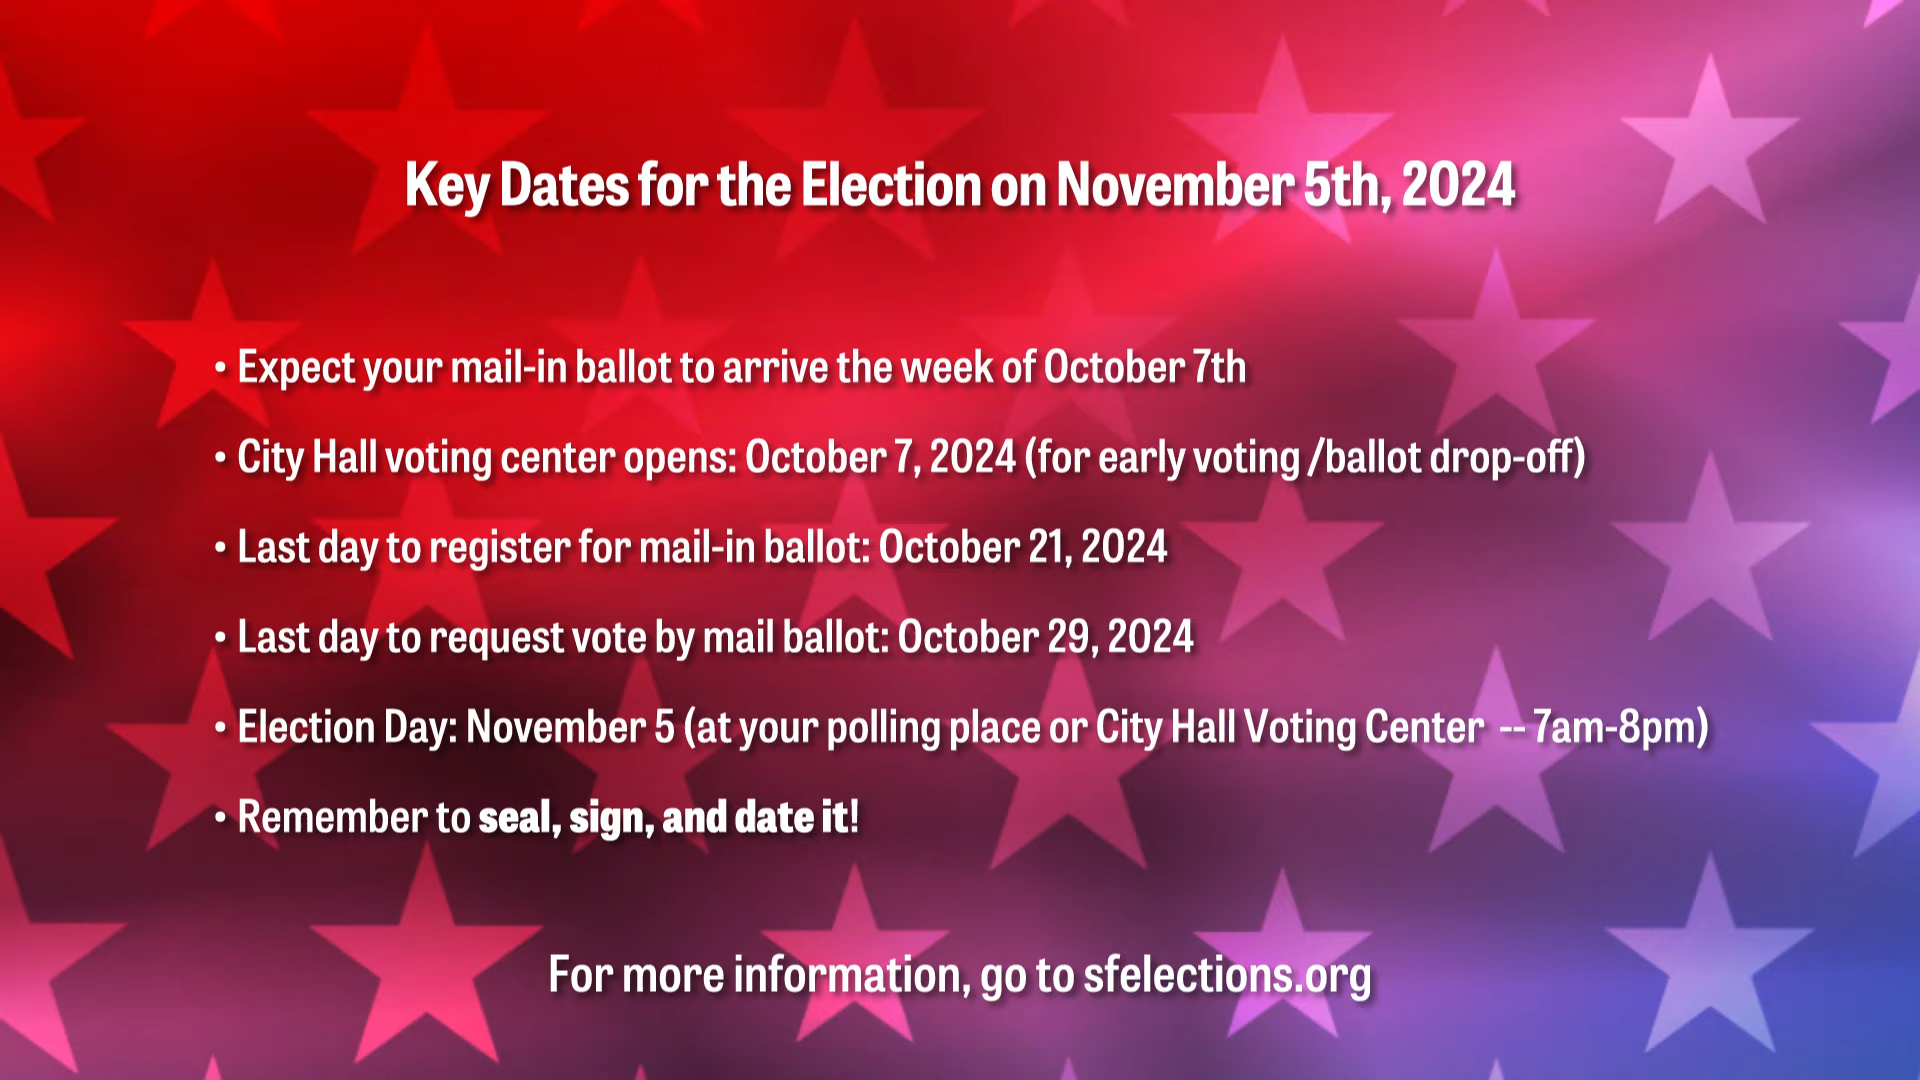 Key Dates for the Election on November 5th, 2024
• Expect your mail-in ballot to arrive the week of October 7th
• City Hall voting center opens: October 7, 2024 (for early voting /ballot drop-off)
• Last day to register for mail-in ballot: October 21, 2024
• Last day to request vote by mail ballot: October 29, 2024
• Election Day: November 5 (at your polling place or City Hall Voting Center -- 7am-8pm)
• Remember to seal, sign, and date it!
For more information, go to sfelections.org